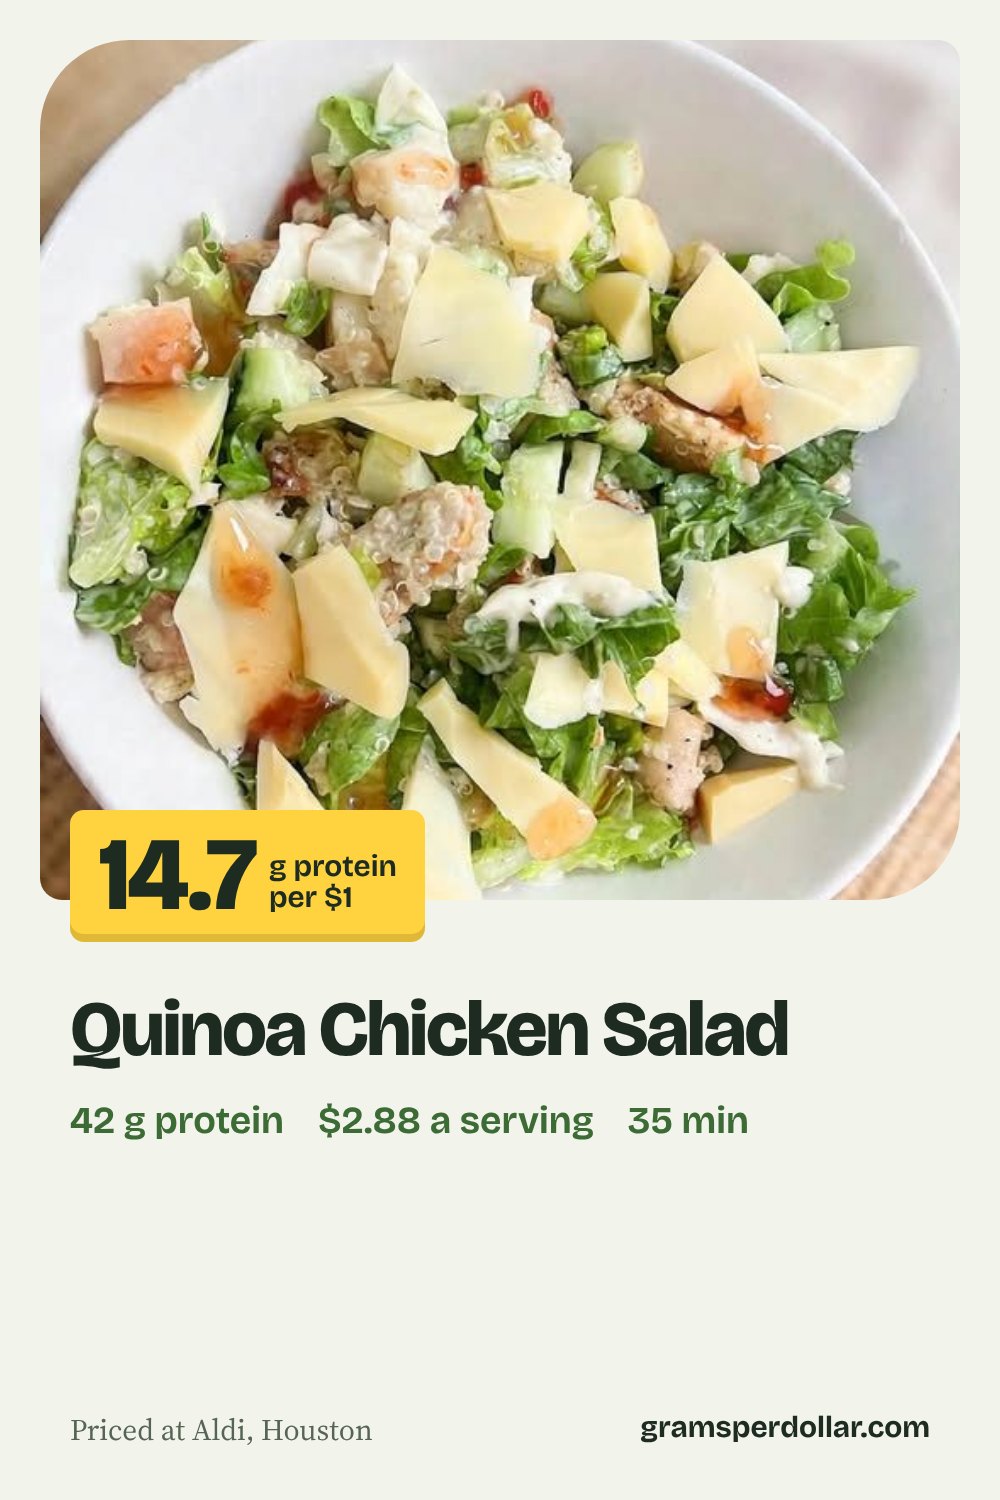 14.7 g protein
per $1
Quinoa Chicken Salad
42 g protein $2.88 a serving 35 min
Priced at Aldi, Houston
gramsperdollar.com